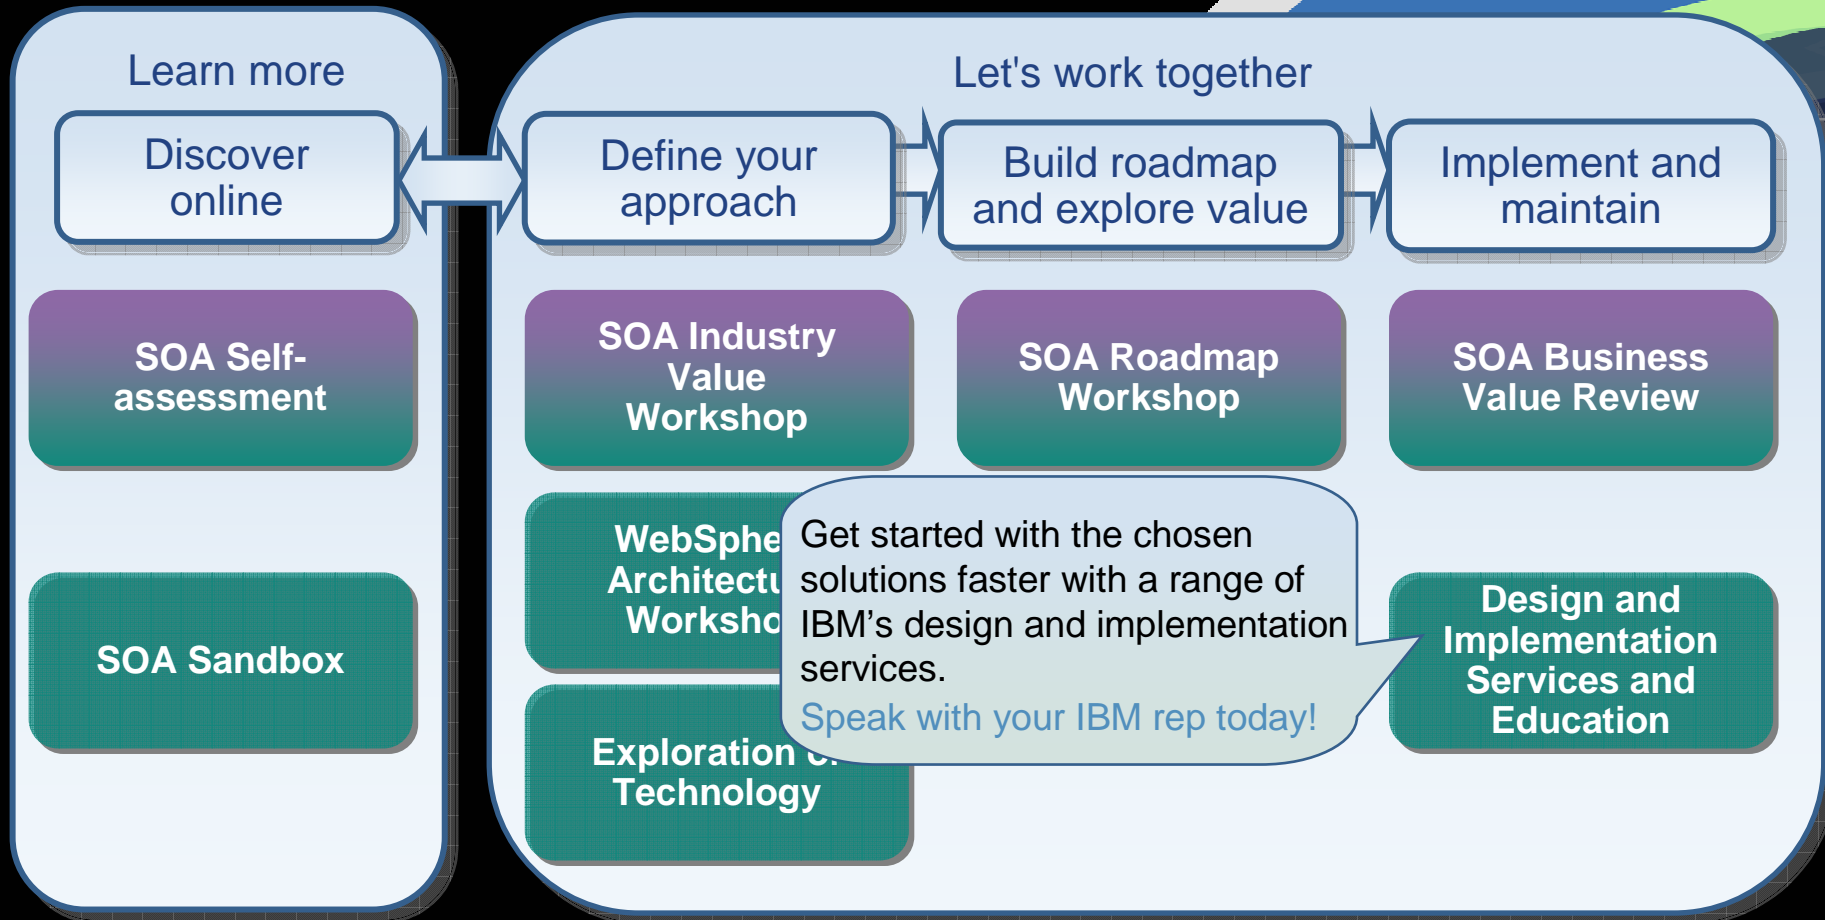 Learn more
Discover
online
SOA Self-
assessment
SOA Sandbox
Let's work together
Define your
approach
Build roadmap
and explore value
Implement and
maintain
SOA Industry
Value
Workshop
SOA Roadmap
Workshop
SOA Business
Value Review
Exploration
Technology
Get started with the chosen
solutions faster with a range of
IBM’s design and implementation
services.
Speak with your IBM rep today!
Design and
Implementation
Services and
Education